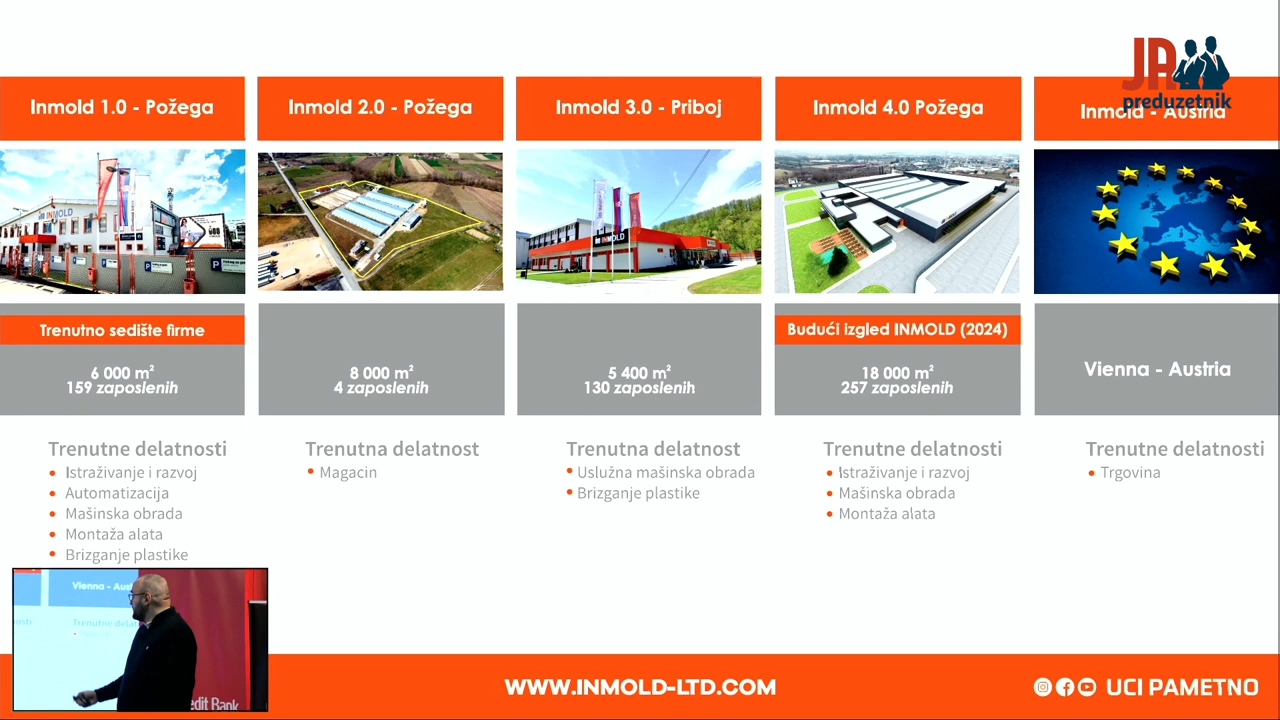 JA
preduzetnik
Inmold 1.0 - Požega
Inmold 2.0 - Požega
Inmold 3.0 - Priboj
Inmold 4.0 Požega
Inmold - Austria
INMOLD
INMOLD
Trenutno sedište firme
6 000 m²
159 zaposlenih
8 000 m²
4 zaposlenih
5 400 m²
130 zaposlenih
Budući izgled INMOLD (2024)
18 000 m²
257 zaposlenih
Vienna - Austria
Trenutne delatnosti
• Istraživanje i razvoj
• Automatizacija
• Mašinska obrada
• Montaža alata
• Brizganje plastike
Trenutna delatnost
• Magacin
Trenutna delatnost
• Uslužna mašinska obrada
• Brizganje plastike
Trenutne delatnosti
• Istraživanje i razvoj
• Mašinska obrada
• Montaža alata
Trenutne delatnosti
• Trgovina
Vienna - Aust
Trenutne delat
edit Bank
WWW.INMOLD-LTD.COM
UCI PAMETNO